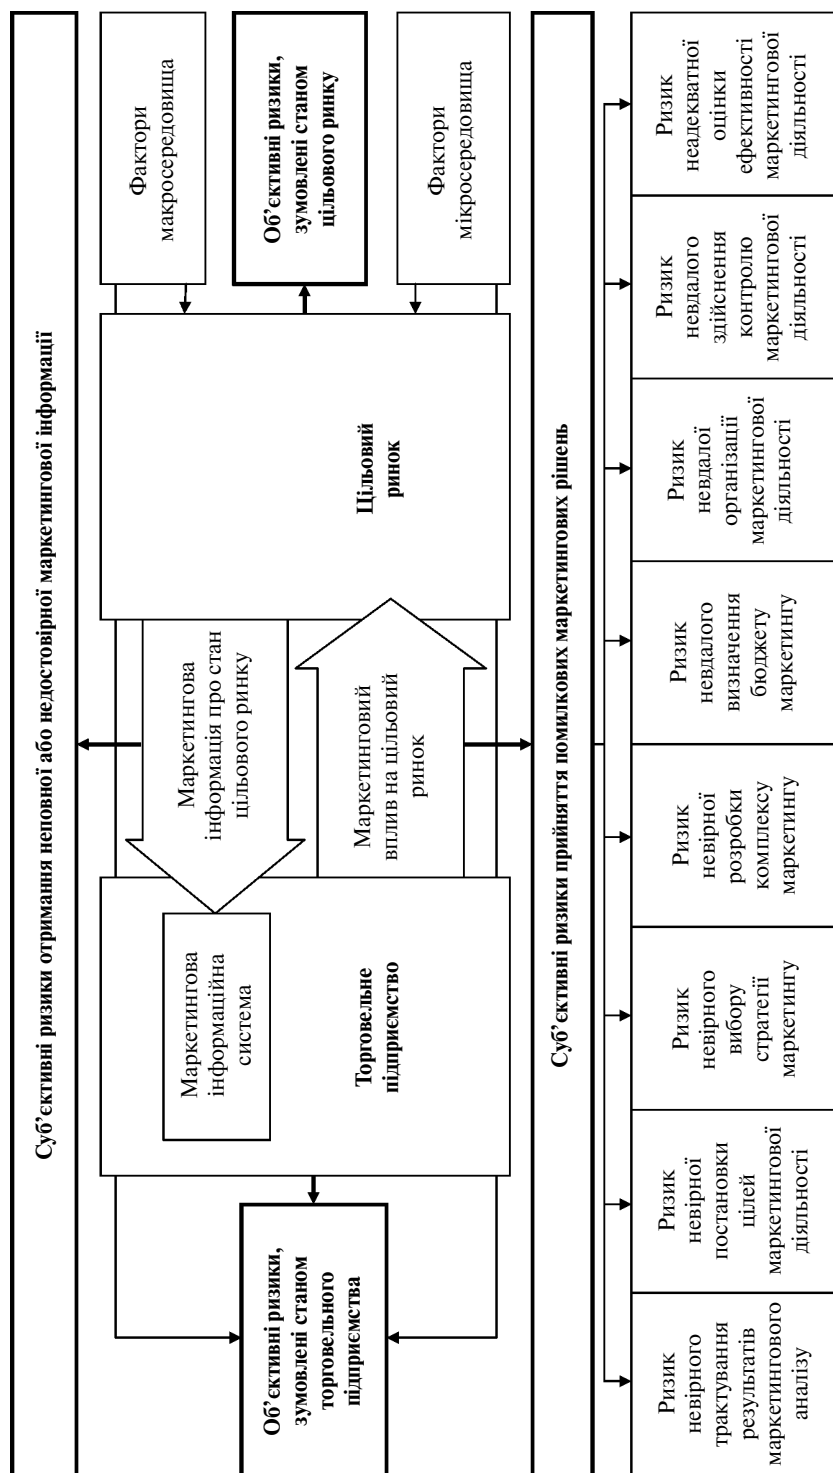 Суб’єктивні ризики отримання неповної або недостовірної маркетингової інформації
Об’єктивні ризики,
зумовлені станом
торговельного
підприємства
Маркетингова
інформаційна
система
Торговельне
підприємство
Маркетингова
інформація про стан
цільового ринку
Маркетинговий
вплив на цільовий
ринок
Цільовий
ринок
Фактори
макросередовища
Об’єктивні ризики,
зумовлені станом
цільового ринку
Фактори
мікросередовища
Суб’єктивні ризики прийняття помилкових маркетингових рішень
Ризик
невірного
трактування
результатів
маркетингового
аналізу
Ризик
невірної
постановки
цілей
маркетингової
діяльності
Ризик
невірного
вибору
стратегії
маркетингу
Ризик
невірної
розробки
комплексу
маркетингу
Ризик
невдалого
визначення
бюджету
маркетингу
Ризик
невдалої
організації
маркетингової
діяльності
Ризик
невдалого
здійснення
контролю
маркетингової
діяльності
Ризик
неадекватної
оцінки
ефективності
маркетингової
діяльності